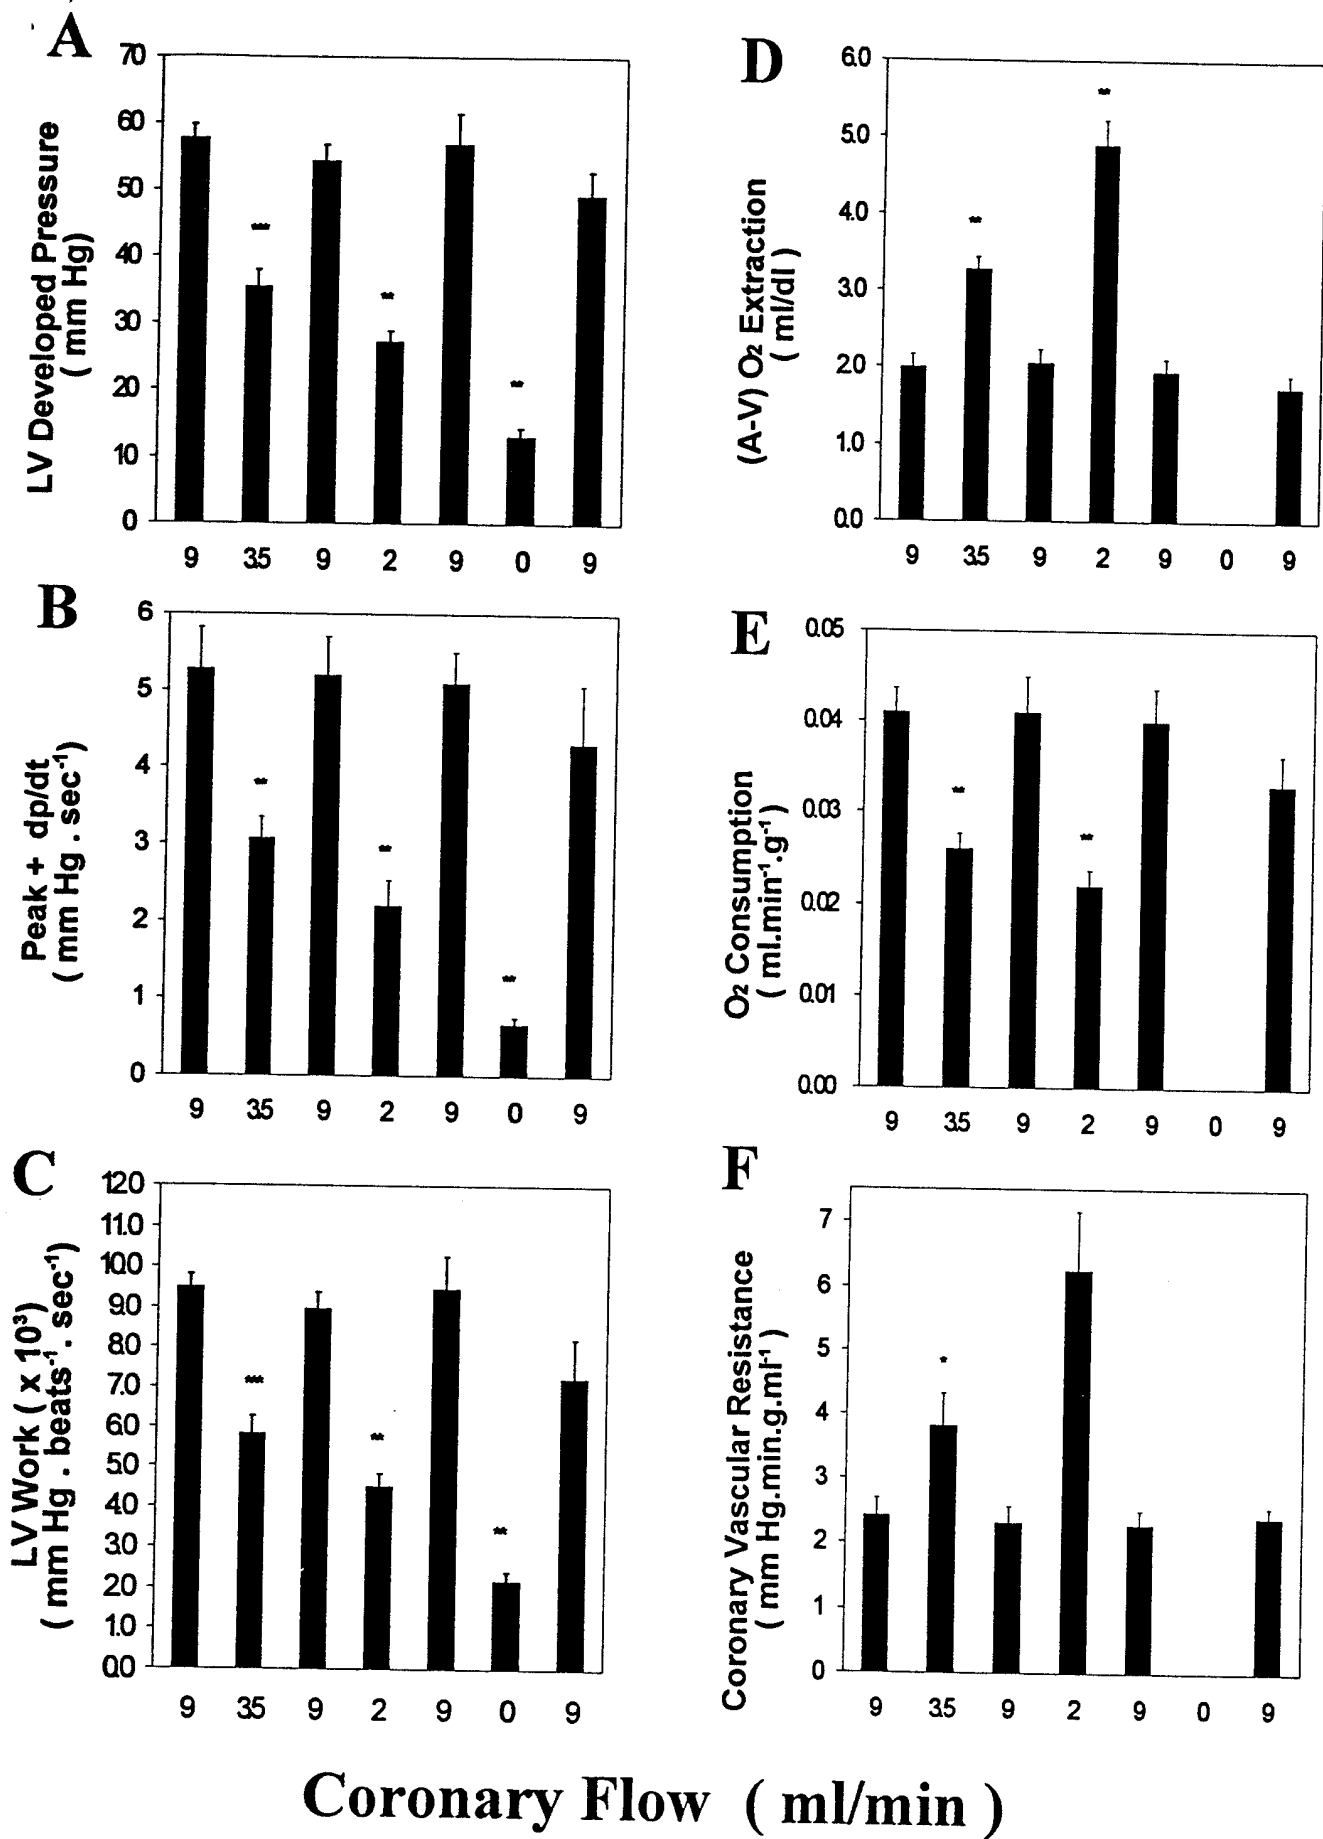 A
LV Developed Pressure
( mm Hg)
70
60
50
40
30
20
10
0
***
**
**
9 3.5 9 2 9 0 9
B
Peak + dp/dt
( mm Hg . sec-1)
6
5
4
3
2
1
0
**
**
**
9 3.5 9 2 9 0 9
C
LV Work ( x 10³)
( mm Hg . beats-1 . sec-1)
12.0
11.0
10.0
9.0
8.0
7.0
6.0
5.0
4.0
3.0
2.0
1.0
0.0
***
**
**
9 3.5 9 2 9 0 9
D
(A-V) O2 Extraction
( ml/dl )
6.0
5.0
4.0
3.0
2.0
1.0
0.0
**
**
9 3.5 9 2 9 0 9
E
O2 Consumption
( ml.min-1.g-1)
0.05
0.04
0.03
0.02
0.01
0.00
**
**
9 3.5 9 2 9 0 9
F
Coronary Vascular Resistance
( mm Hg.min.g.ml-1 )
7
6
5
4
3
2
1
0
*
9 3.5 9 2 9 0 9
Coronary Flow ( ml/min )